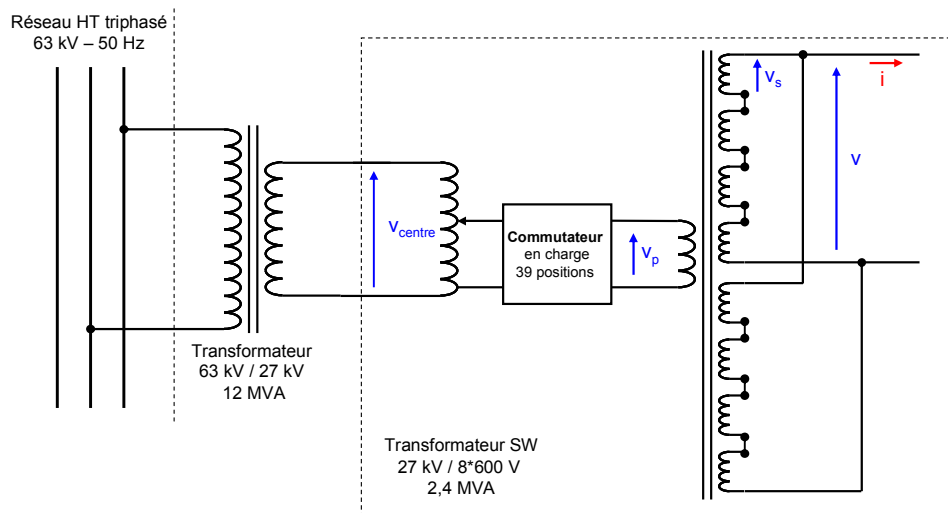 Réseau HT triphasé
63 kV – 50 Hz
vs
i
v
vcentre
Commutateur
en charge
39 positions
vp
Transformateur
63 kV / 27 kV
12 MVA
Transformateur SW
27 kV / 8*600 V
2,4 MVA